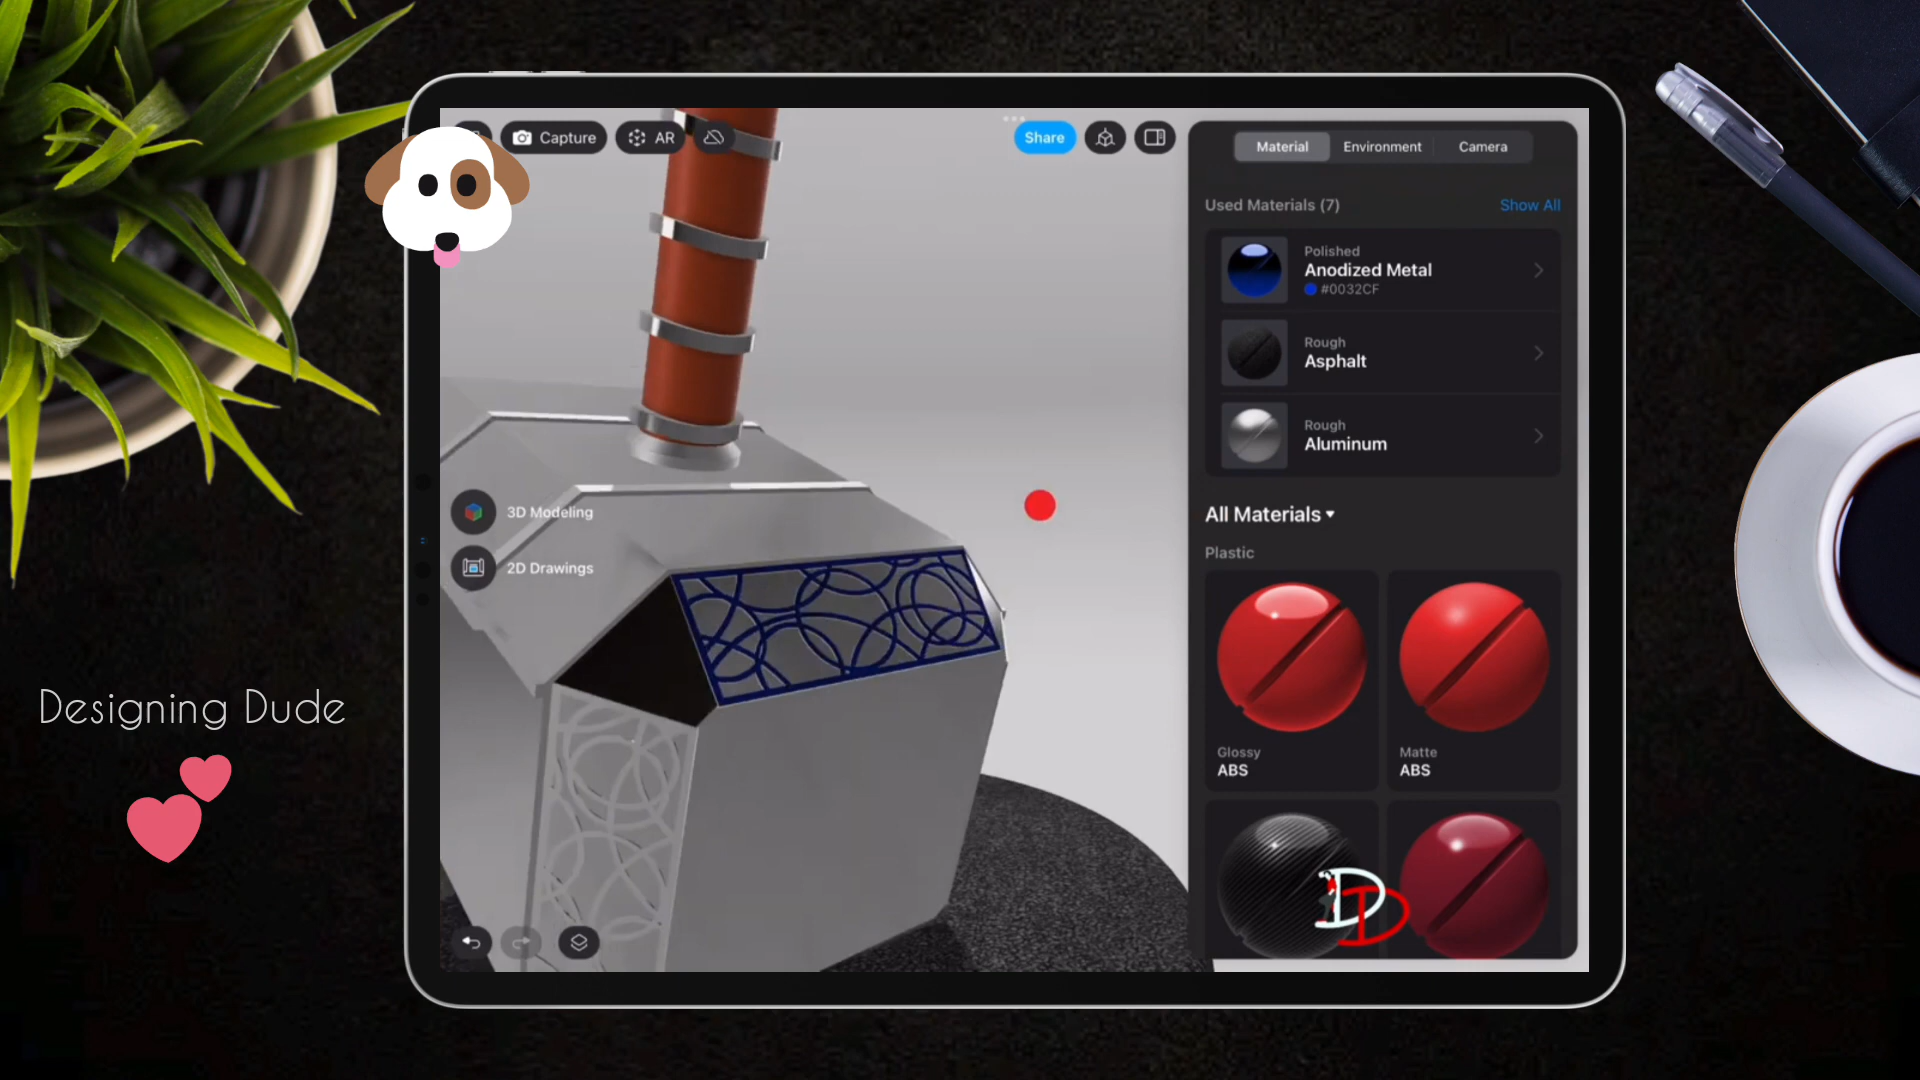 Capture
AR
Share
Material
Environment
Camera
Used Materials (7)
Show All
Polished
Anodized Metal
#0032CF
Rough
Asphalt
Rough
Aluminum
All Materials
Plastic
Glossy
ABS
Matte
ABS
3D Modeling
2D Drawings
Designing Dude
DD